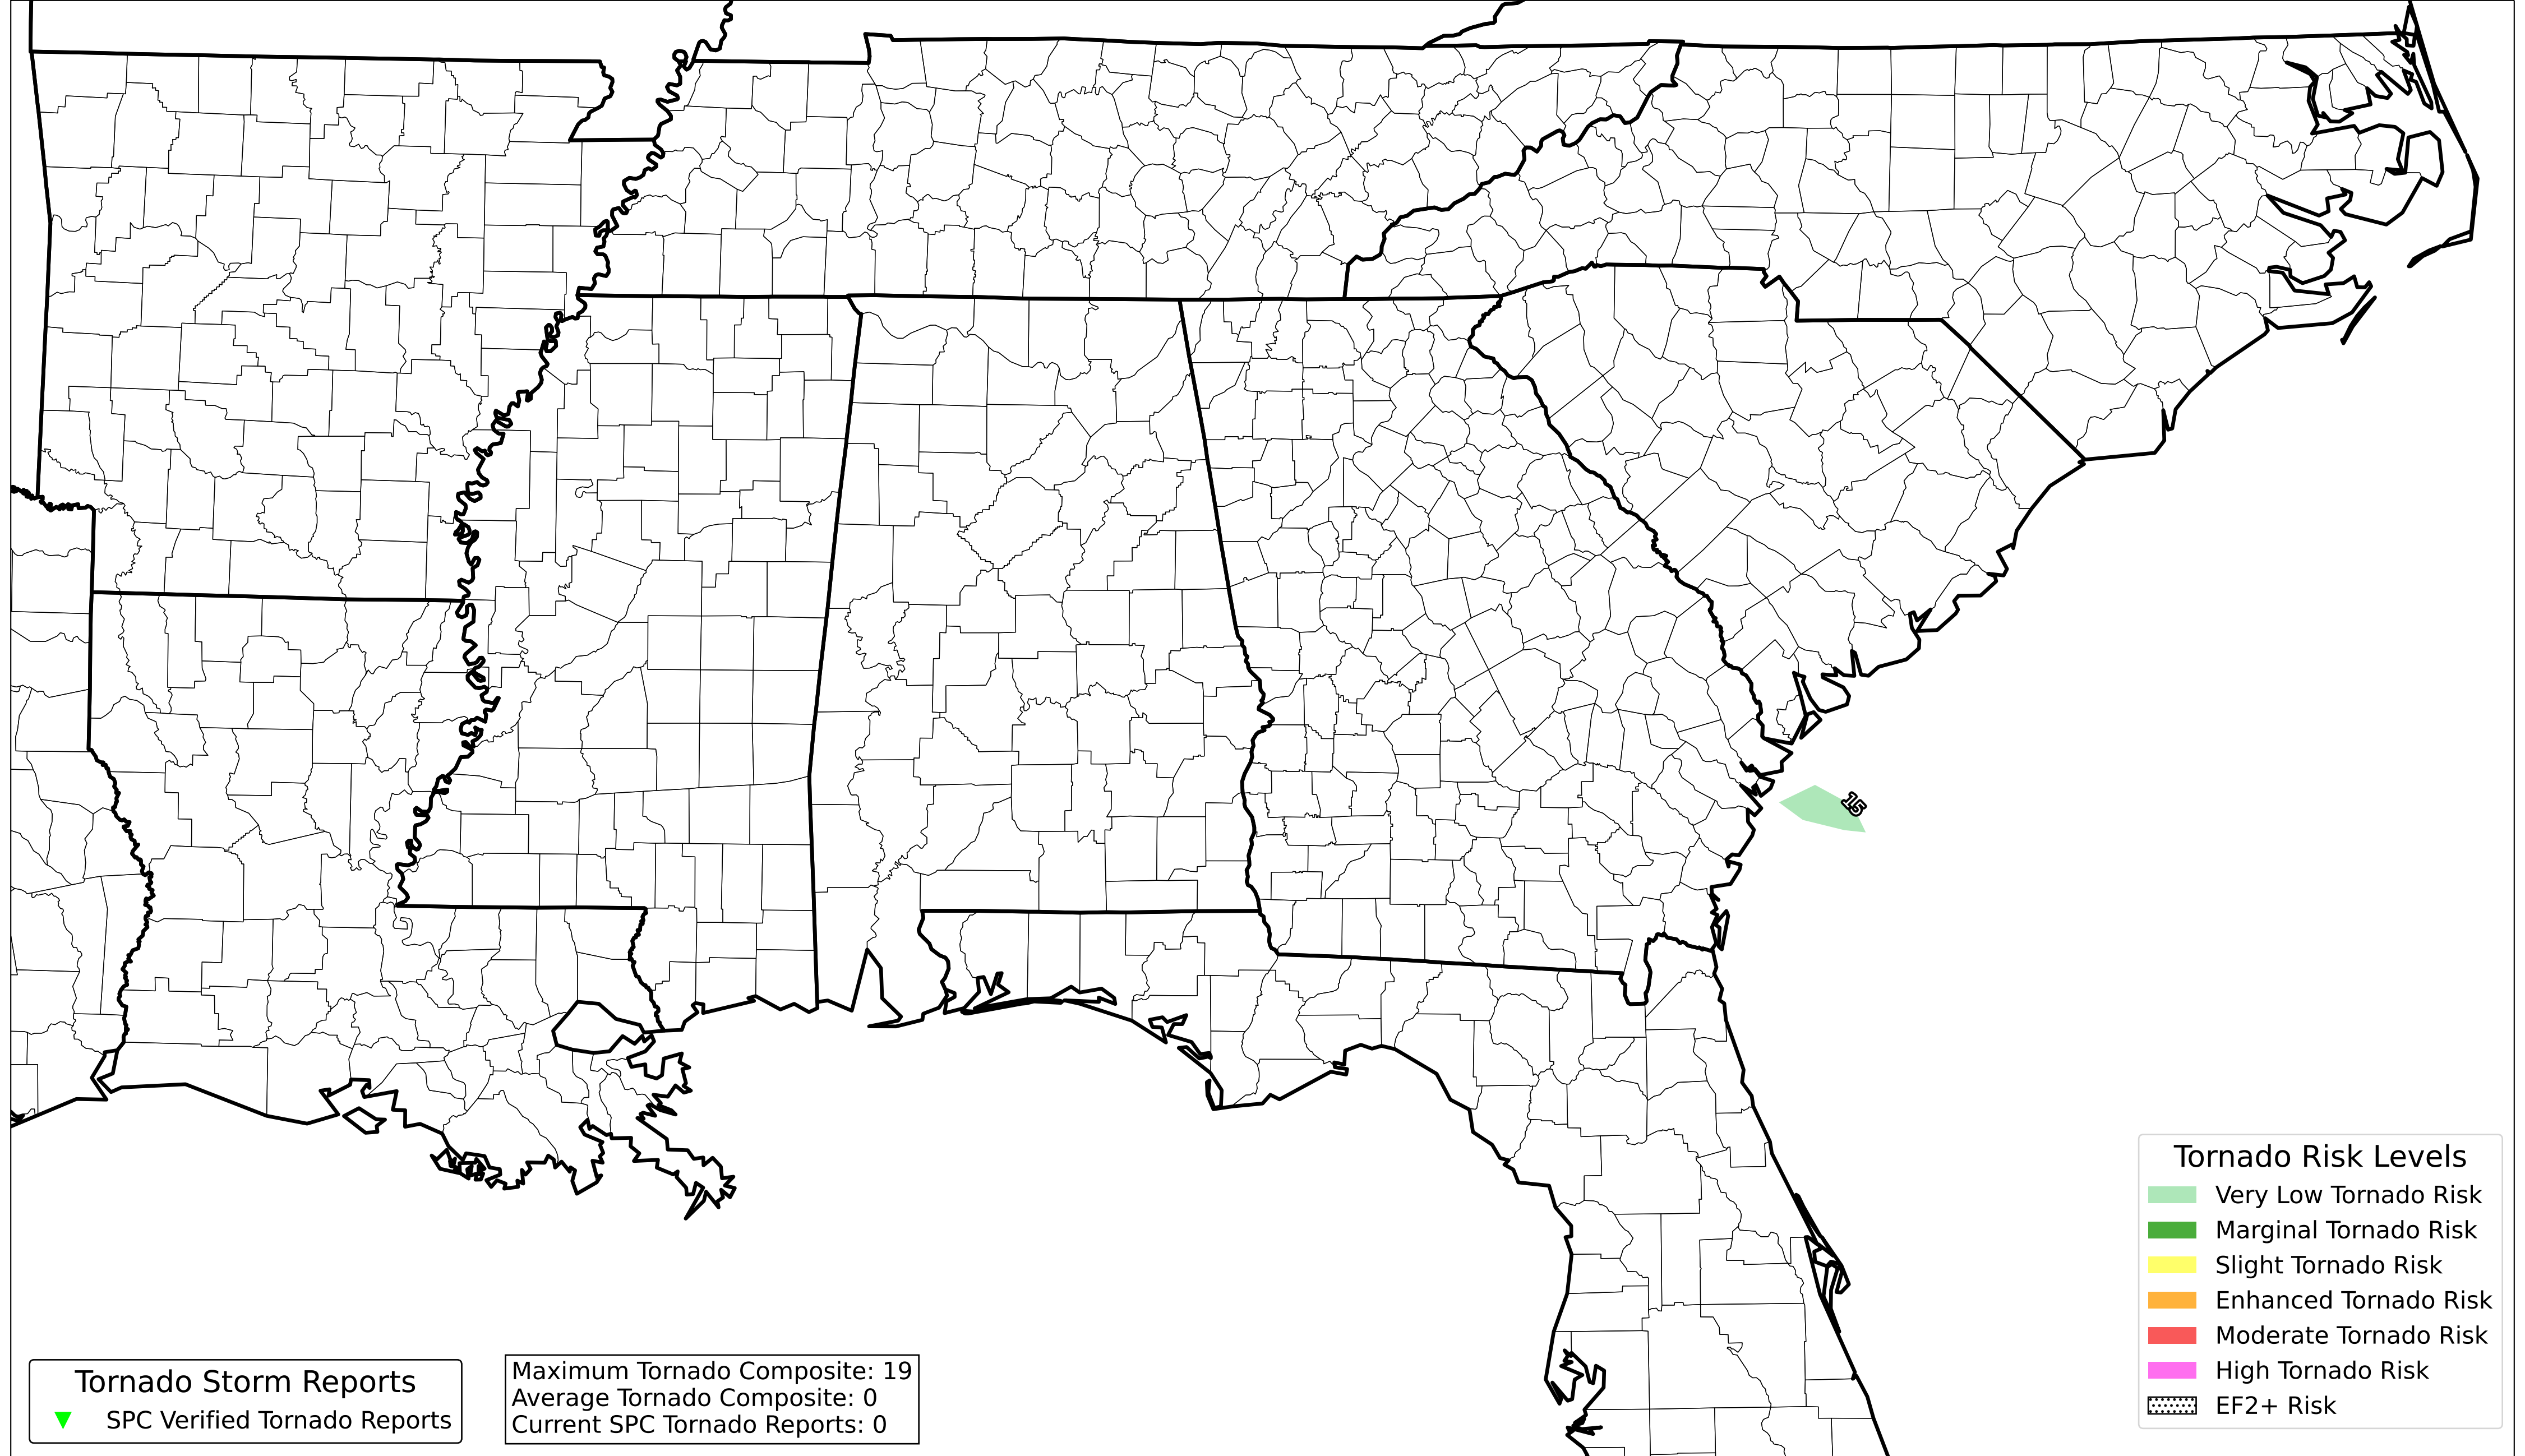 15
Tornado Risk Levels
Very Low Tornado Risk
Marginal Tornado Risk
Slight Tornado Risk
Enhanced Tornado Risk
Moderate Tornado Risk
High Tornado Risk
EF2+ Risk
Tornado Storm Reports
SPC Verified Tornado Reports
Maximum Tornado Composite: 19
Average Tornado Composite: 0
Current SPC Tornado Reports: 0